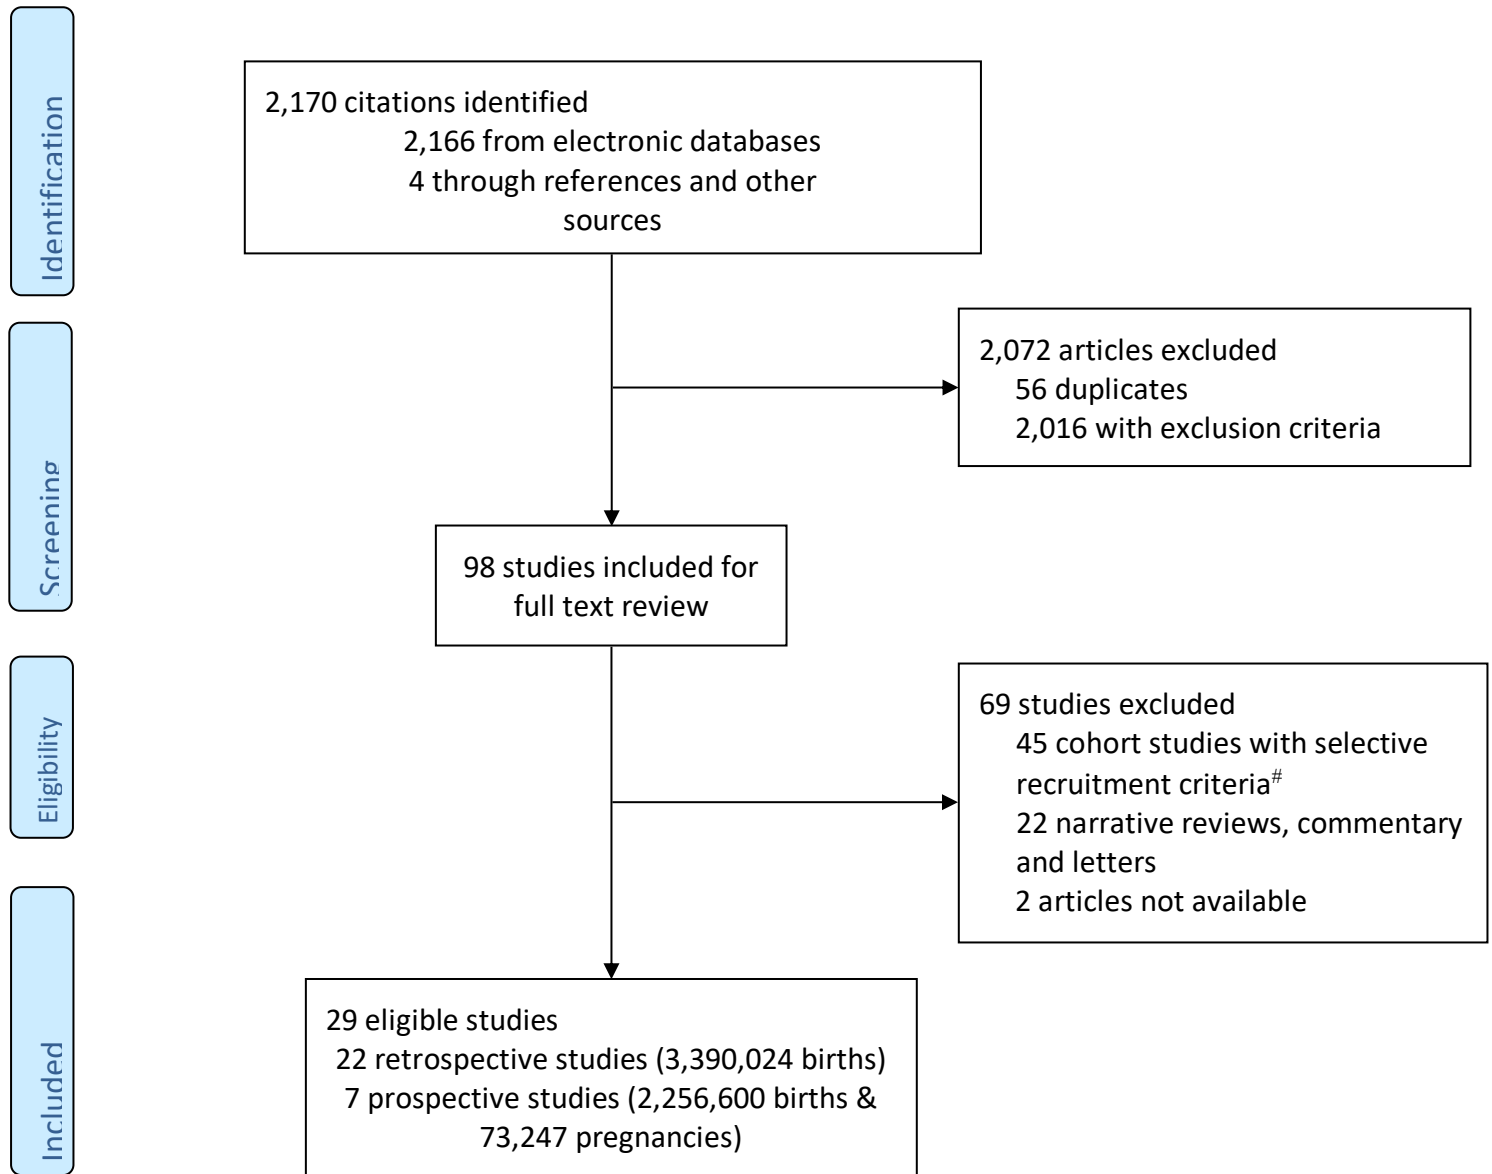 Identification
2,170 citations identified
2,166 from electronic databases
4 through references and other
sources
Screening
2,072 articles excluded
56 duplicates
2,016 with exclusion criteria
98 studies included for
full text review
Eligibility
69 studies excluded
45 cohort studies with selective
recruitment criteria#
22 narrative reviews, commentary
and letters
2 articles not available
Included
29 eligible studies
22 retrospective studies (3,390,024 births)
7 prospective studies (2,256,600 births &
73,247 pregnancies)